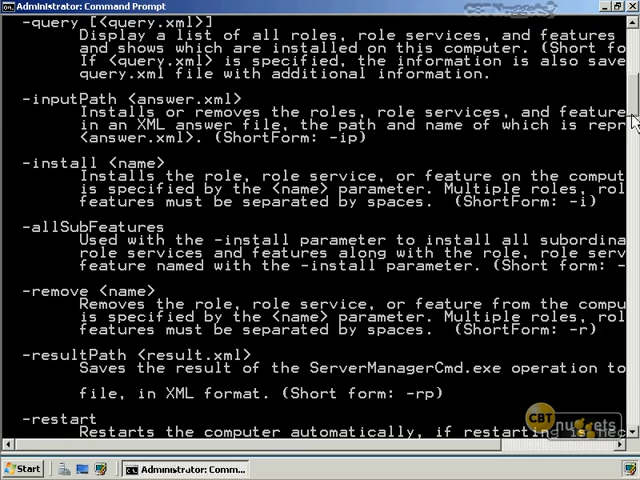 Administrator: Command Prompt
-query [<query.xml>]
Display a list of all roles, role services, and features
and shows which are installed on this computer. (Short fo
If <query.xml> is specified, the information is also save
query.xml file with additional information.
-inputPath <answer.xml>
Installs or removes the roles, role services, and feature
in an XML answer file, the path and name of which is repr
<answer.xml>. (ShortForm: -ip)
-install <name>
Installs the role, role service, or feature on the comput
is specified by the <name> parameter. Multiple roles, rol
features must be separated by spaces.  (ShortForm: -i)
-allSubFeatures
Used with the -install parameter to install all subordina
role services and features along with the role, role serv
feature named with the -install parameter. (Short form: -
-remove <name>
Removes the role, role service, or feature from the compu
is specified by the <name> parameter. Multiple roles, rol
features must be separated by spaces.  (ShortForm: -r)
-resultPath <result.xml>
Saves the result of the ServerManagerCmd.exe operation to
file, in XML format. (Short form: -rp)
-restart
Restarts the computer automatically, if restarting is nec
CBT nuggets
Start
Administrator: Comm...